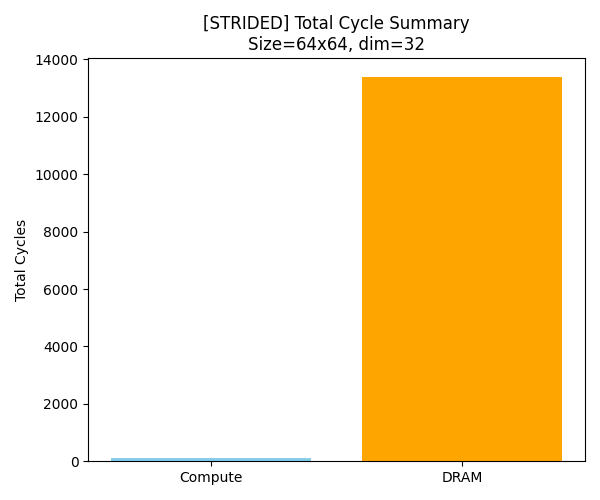 [STRIDED] Total Cycle Summary
Size=64x64, dim=32
Total Cycles
14000
12000
10000
8000
6000
4000
2000
0
Compute
DRAM